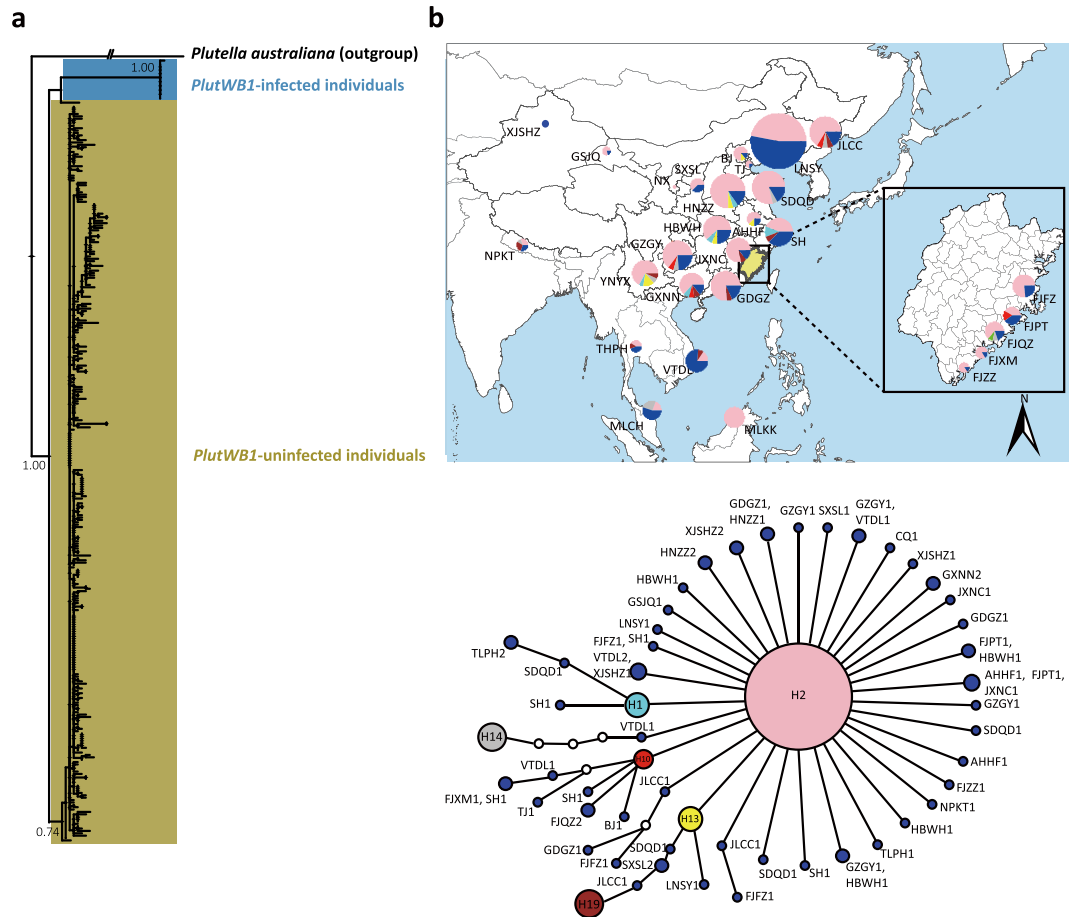 a
Plutella australiana (outgroup)
1.00
PlutWB1-infected individuals
PlutWB1-uninfected individuals
1.00
0.74
b
XJSHZ
GSJQ
NX
SXSL
BJ
TJ
JLCC
LNSY
HNZZ
SDQD
HBWH
AHHF
SH
NPKT
GZGY
JXNC
YNYX
GXNN
GDGZ
THPH
VTDL
MLCH
MLKK
FJFZ
FJPT
FJQZ
FJXM
FJZZ
N
GDGZ1,
HNZZ1
GZGY1
SXSL1
GZGY1,
VTDL1
CQ1
XJSHZ2
HNZZ2
XJSHZ1
GXNN2
HBWH1
JXNC1
GSJQ1
GDGZ1
LNSY1
FJFZ1,
SH1
FJPT1,
HBWH1
VTDL2,
XJSHZ1
AHHF1, FJPT1,
JXNC1
TLPH2
SDQD1
H2
GZGY1
SH1
H1
SDQD1
H14
VTDL1
AHHF1
H10
VTDL1
JLCC1
FJZZ1
FJXM1, SH1
SH1
NPKT1
TJ1
FJQZ2
BJ1
H13
HBWH1
GDGZ1
SDQD1
JLCC1
TLPH1
FJFZ1
SXSL2
SDQD1
SH1
GZGY1,
HBWH1
JLCC1
LNSY1
FJFZ1
H19